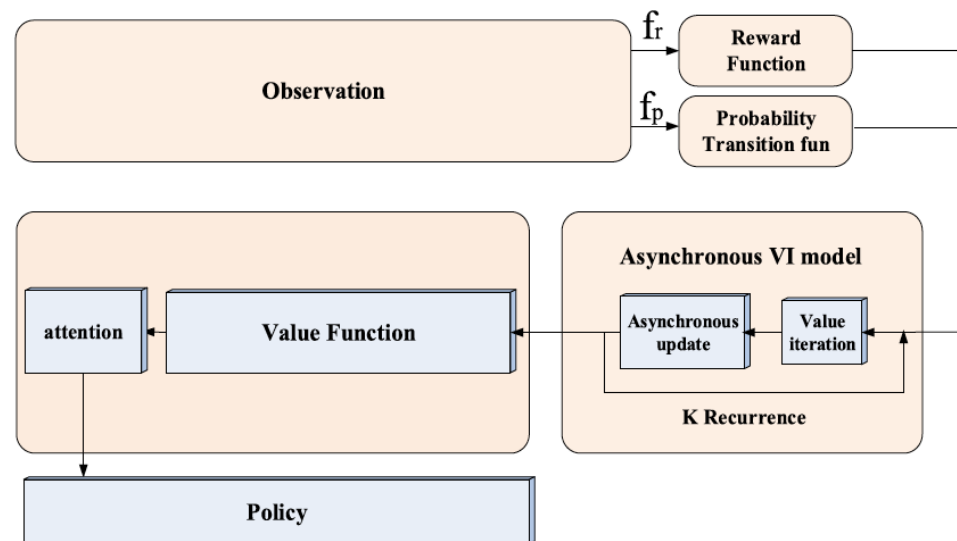 Observation
fr
Reward
Function
fp
Probability
Transition fun
attention
Value Function
Asynchronous VI model
Asynchronous
update
Value
iteration
K Recurrence
Policy